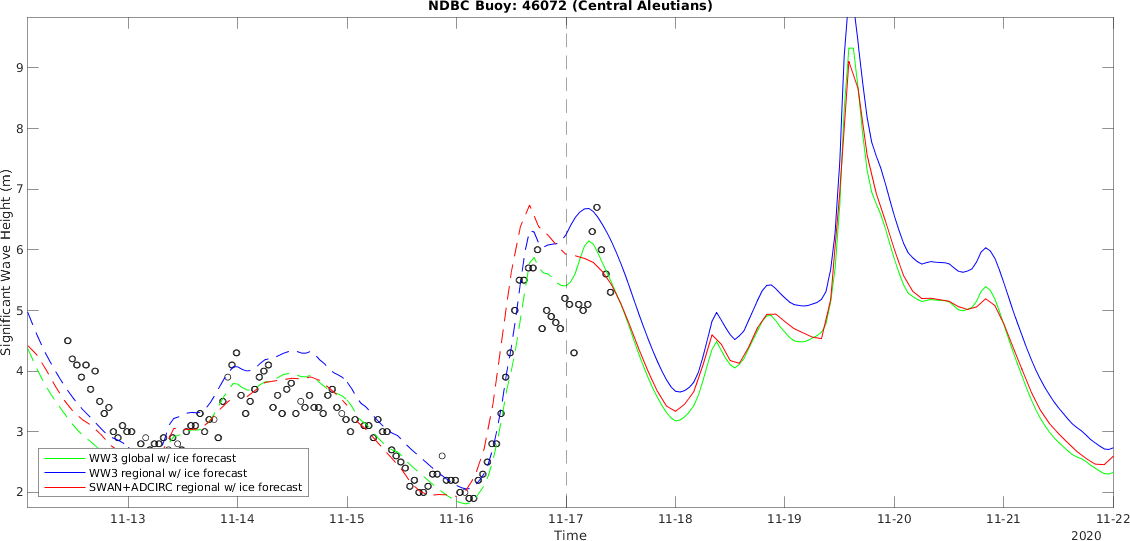 NDBC Buoy: 46072 (Central Aleutians)
Significant Wave Height (m)
9
8
7
6
5
4
3
2
WW3 global w/ ice forecast
WW3 regional w/ ice forecast
SWAN+ADCIRC regional w/ ice forecast
11-13 11-14 11-15 11-16 11-17 11-18 11-19 11-20 11-21 11-22
Time
2020